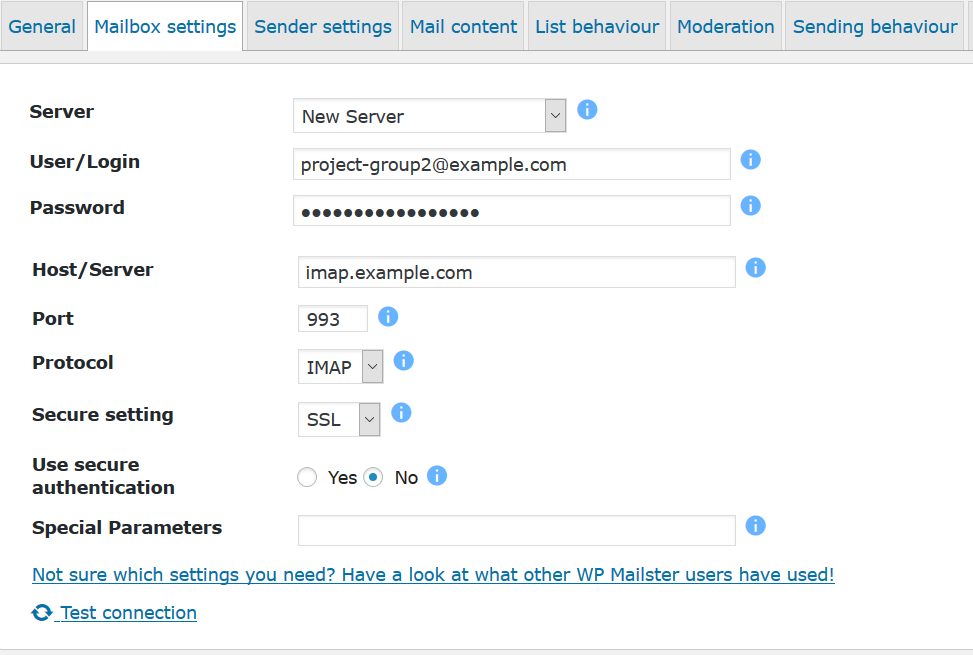 General Mailbox settings Sender settings Mail content List behaviour Moderation Sending behaviour
Server New Server
User/Login project-group2@example.com
Password •••••••••••••••••
Host/Server imap.example.com
Port 993
Protocol IMAP
Secure setting SSL
Use secure
authentication Yes No
Special Parameters
Not sure which settings you need? Have a look at what other WP Mailster users have used!
Test connection